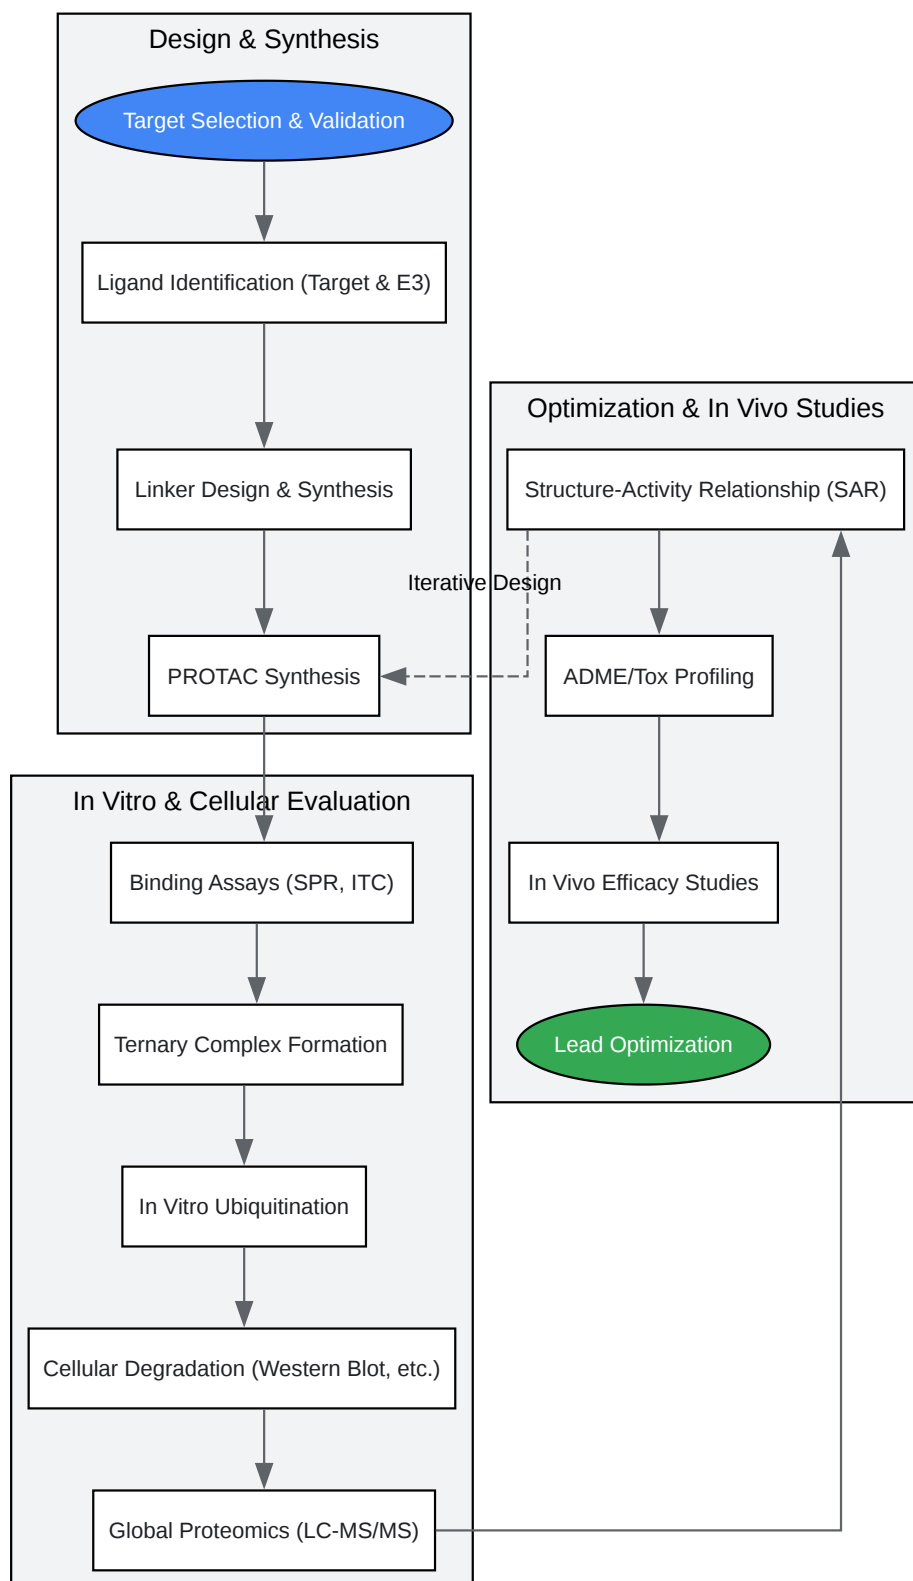 Design & Synthesis
Target Selection & Validation
Ligand Identification (Target & E3)
Linker Design & Synthesis
PROTAC Synthesis
Iterative Design
Optimization & In Vivo Studies
Structure-Activity Relationship (SAR)
ADME/Tox Profiling
In Vivo Efficacy Studies
Lead Optimization
In Vitro & Cellular Evaluation
Binding Assays (SPR, ITC)
Ternary Complex Formation
In Vitro Ubiquitination
Cellular Degradation (Western Blot, etc.)
Global Proteomics (LC-MS/MS)